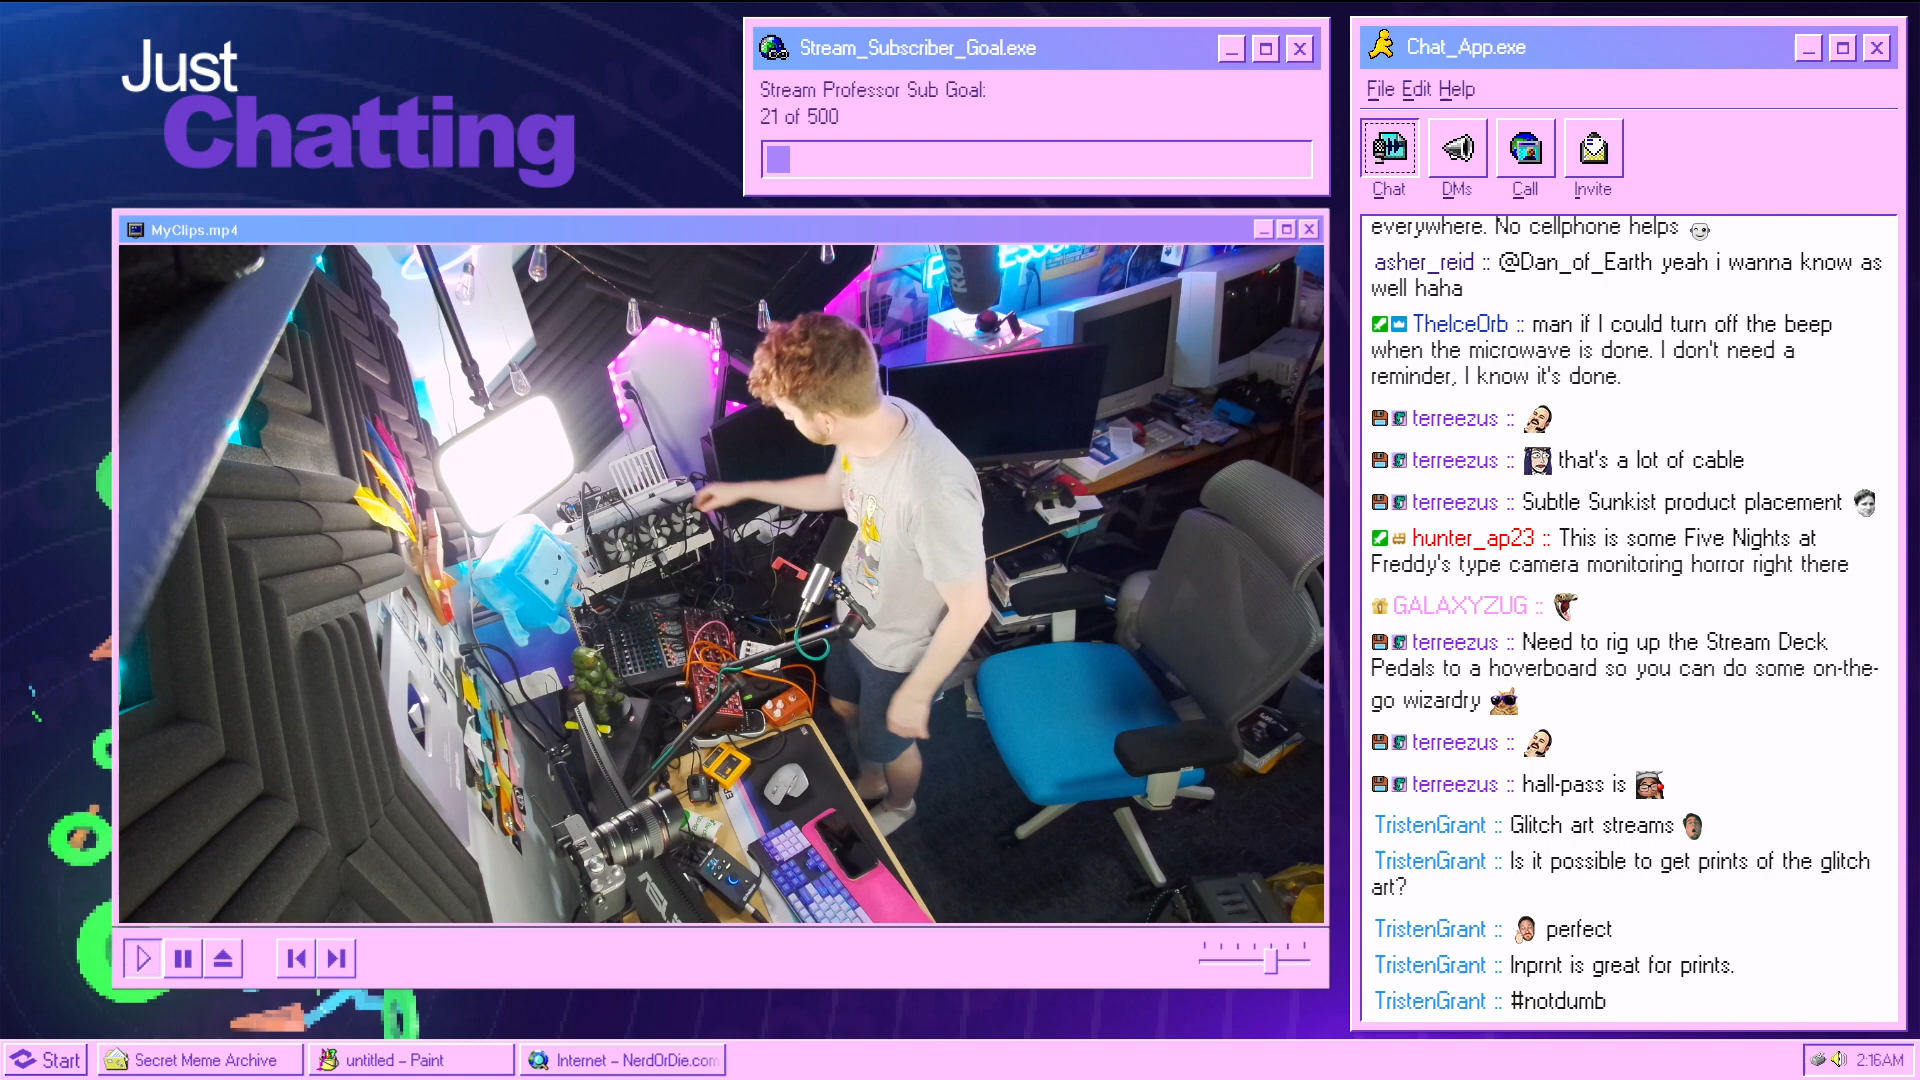 Just
Chatting
Stream_Subscriber_Goal.exe
Stream Professor Sub Goal:
21 of 500
MyClips.mp4
RØDE
Chat_App.exe
File Edit Help
Chat DMs Call Invite
everywhere. No cellphone helps
asher_reid :: @Dan_of_Earth yeah i wanna know as
well haha
TheIceOrb :: man if I could turn off the beep
when the microwave is done. I don't need a
reminder, I know it's done.
terreezus ::
terreezus :: that's a lot of cable
terreezus :: Subtle Sunkist product placement
hunter_ap23 :: This is some Five Nights at
Freddy's type camera monitoring horror right there
GALAXYZUG ::
terreezus :: Need to rig up the Stream Deck
Pedals to a hoverboard so you can do some on-the-
go wizardry
terreezus ::
terreezus :: hall-pass is
TristenGrant :: Glitch art streams
TristenGrant :: Is it possible to get prints of the glitch
art?
TristenGrant :: perfect
TristenGrant :: Inprnt is great for prints.
TristenGrant :: #notdumb
Start
Secret Meme Archive
untitled - Paint
Internet - NerdOrDie.com
2:16AM